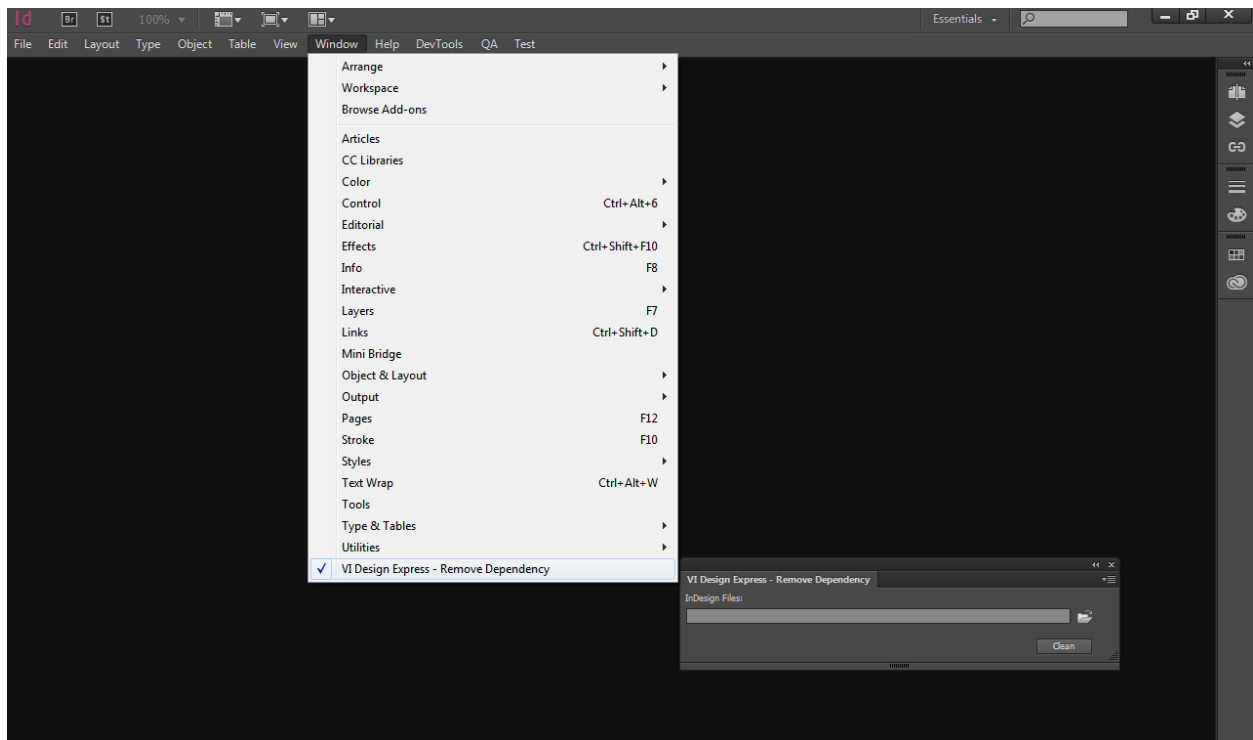 Id Br St 100% Essentials
File Edit Layout Type Object Table View Window Help DevTools QA Test
Arrange
Workspace
Browse Add-ons
Articles
CC Libraries
Color
Control Ctrl+Alt+6
Editorial
Effects Ctrl+Shift+F10
Info F8
Interactive
Layers F7
Links Ctrl+Shift+D
Mini Bridge
Object & Layout
Output
Pages F12
Stroke F10
Styles
Text Wrap Ctrl+Alt+W
Tools
Type & Tables
Utilities
VI Design Express - Remove Dependency
VI Design Express - Remove Dependency
InDesign Files:
Clean